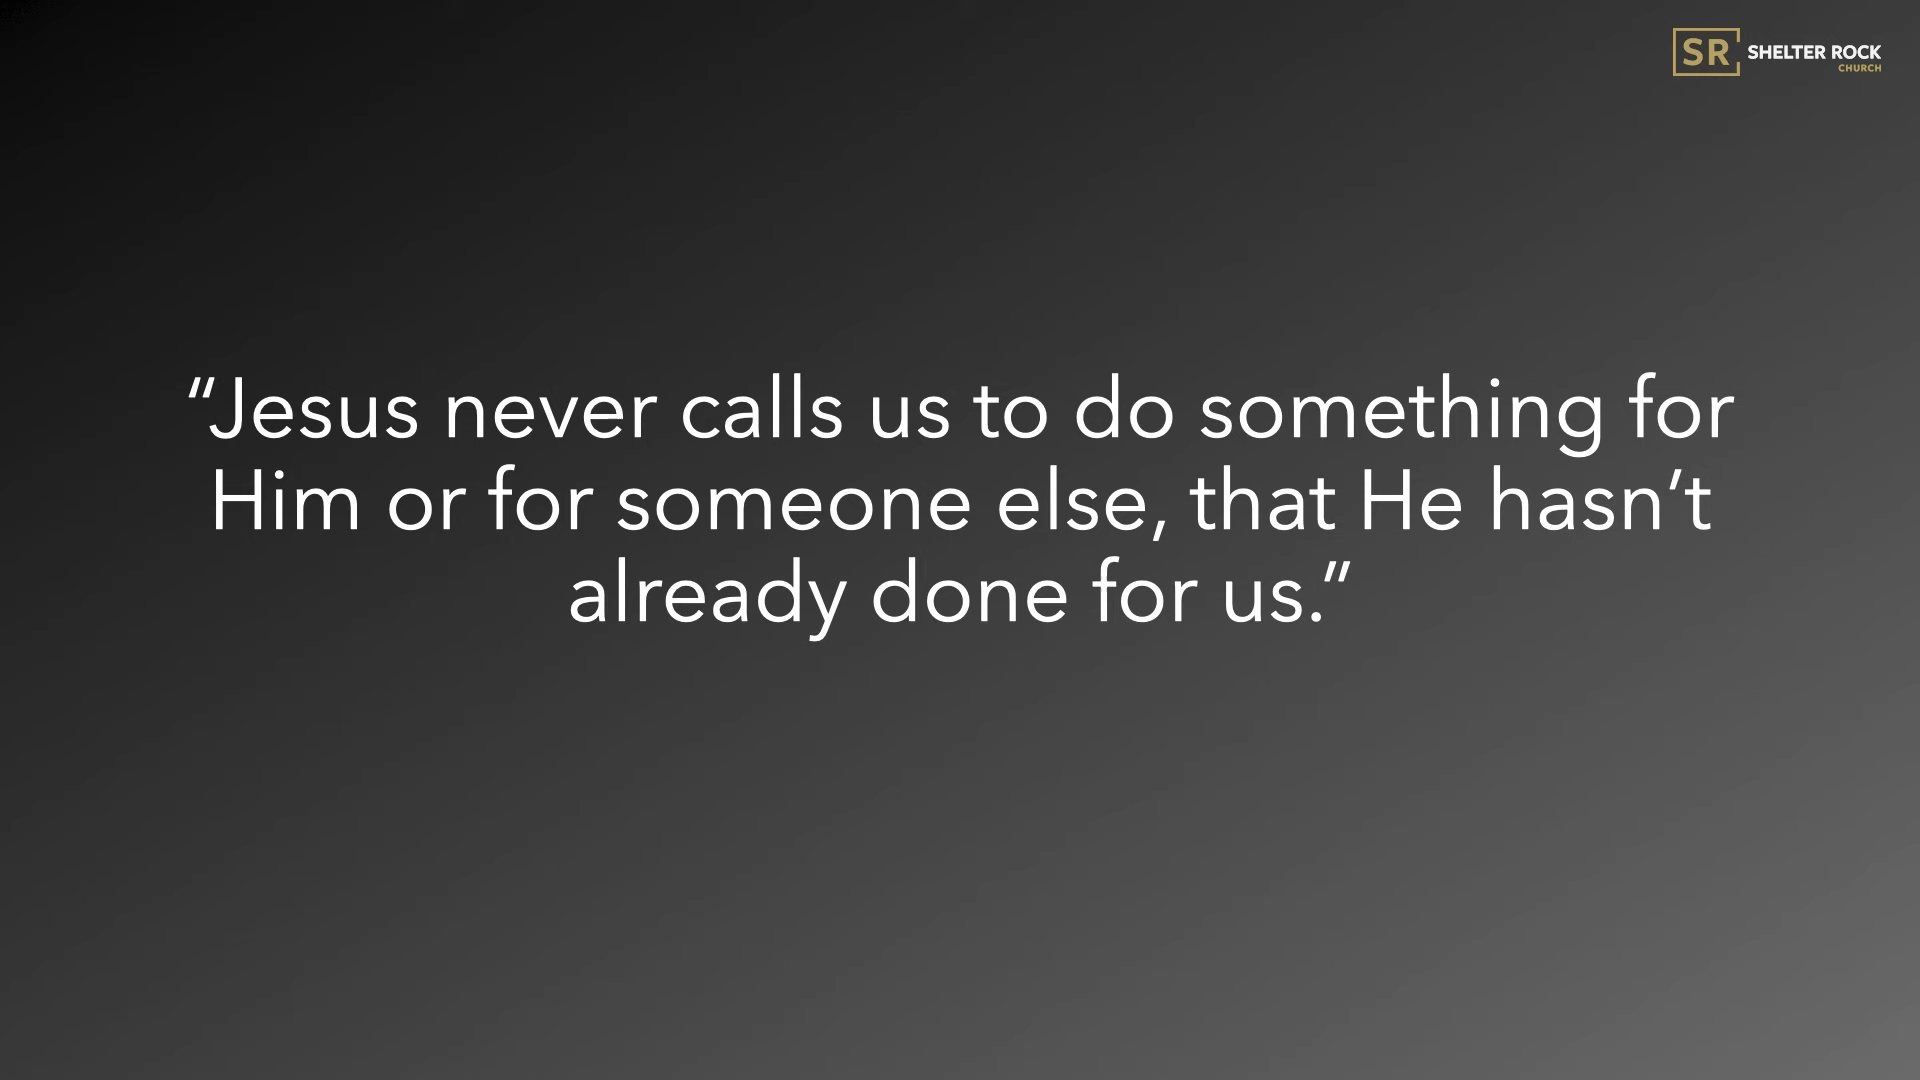 SR SHELTER ROCK
CHURCH
“Jesus never calls us to do something for
Him or for someone else, that He hasn’t
already done for us.”